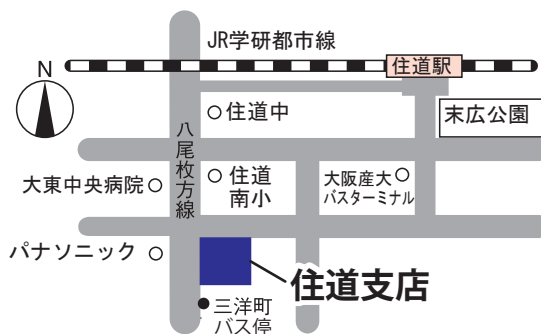 JR学研都市線
N
住道駅
住道中
末広公園
八尾枚方線
大東中央病院
住道
南小
大阪産大
バスターミナル
パナソニック
住道支店
三洋町
バス停